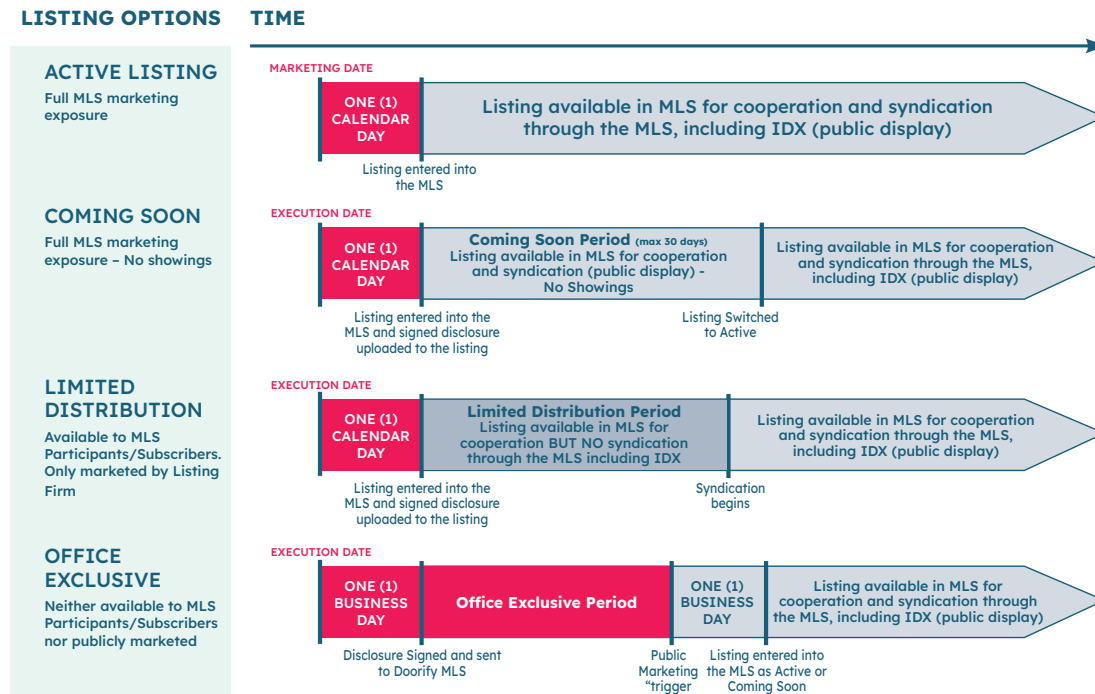 LISTING OPTIONS
TIME
ACTIVE LISTING
Full MLS marketing
exposure
MARKETING DATE
ONE (1)
CALENDAR
DAY
Listing available in MLS for cooperation and syndication
through the MLS, including IDX (public display)
Listing entered into
the MLS
COMING SOON
Full MLS marketing
exposure – No showings
EXECUTION DATE
ONE (1)
CALENDAR
DAY
Coming Soon Period (max 30 days)
Listing available in MLS for cooperation
and syndication (public display) -
No Showings
Listing available in MLS for cooperation
and syndication through the MLS,
including IDX (public display)
Listing entered into the
MLS and signed disclosure
uploaded to the listing
Listing Switched
to Active
LIMITED
DISTRIBUTION
Available to MLS
Participants/Subscribers.
Only marketed by Listing
Firm
EXECUTION DATE
ONE (1)
CALENDAR
DAY
Limited Distribution Period
Listing available in MLS for
cooperation BUT NO syndication
through the MLS including IDX
Listing available in MLS for cooperation
and syndication through the MLS,
including IDX (public display)
Listing entered into the
MLS and signed disclosure
uploaded to the listing
Syndication
begins
OFFICE
EXCLUSIVE
Neither available to MLS
Participants/Subscribers
nor publicly marketed
EXECUTION DATE
ONE (1)
BUSINESS
DAY
Office Exclusive Period
ONE (1)
BUSINESS
DAY
Listing available in MLS for
cooperation and syndication through
the MLS, including IDX (public display)
Disclosure Signed and sent
to Doorify MLS
Public
Marketing
“trigger
Listing entered into
the MLS as Active or
Coming Soon